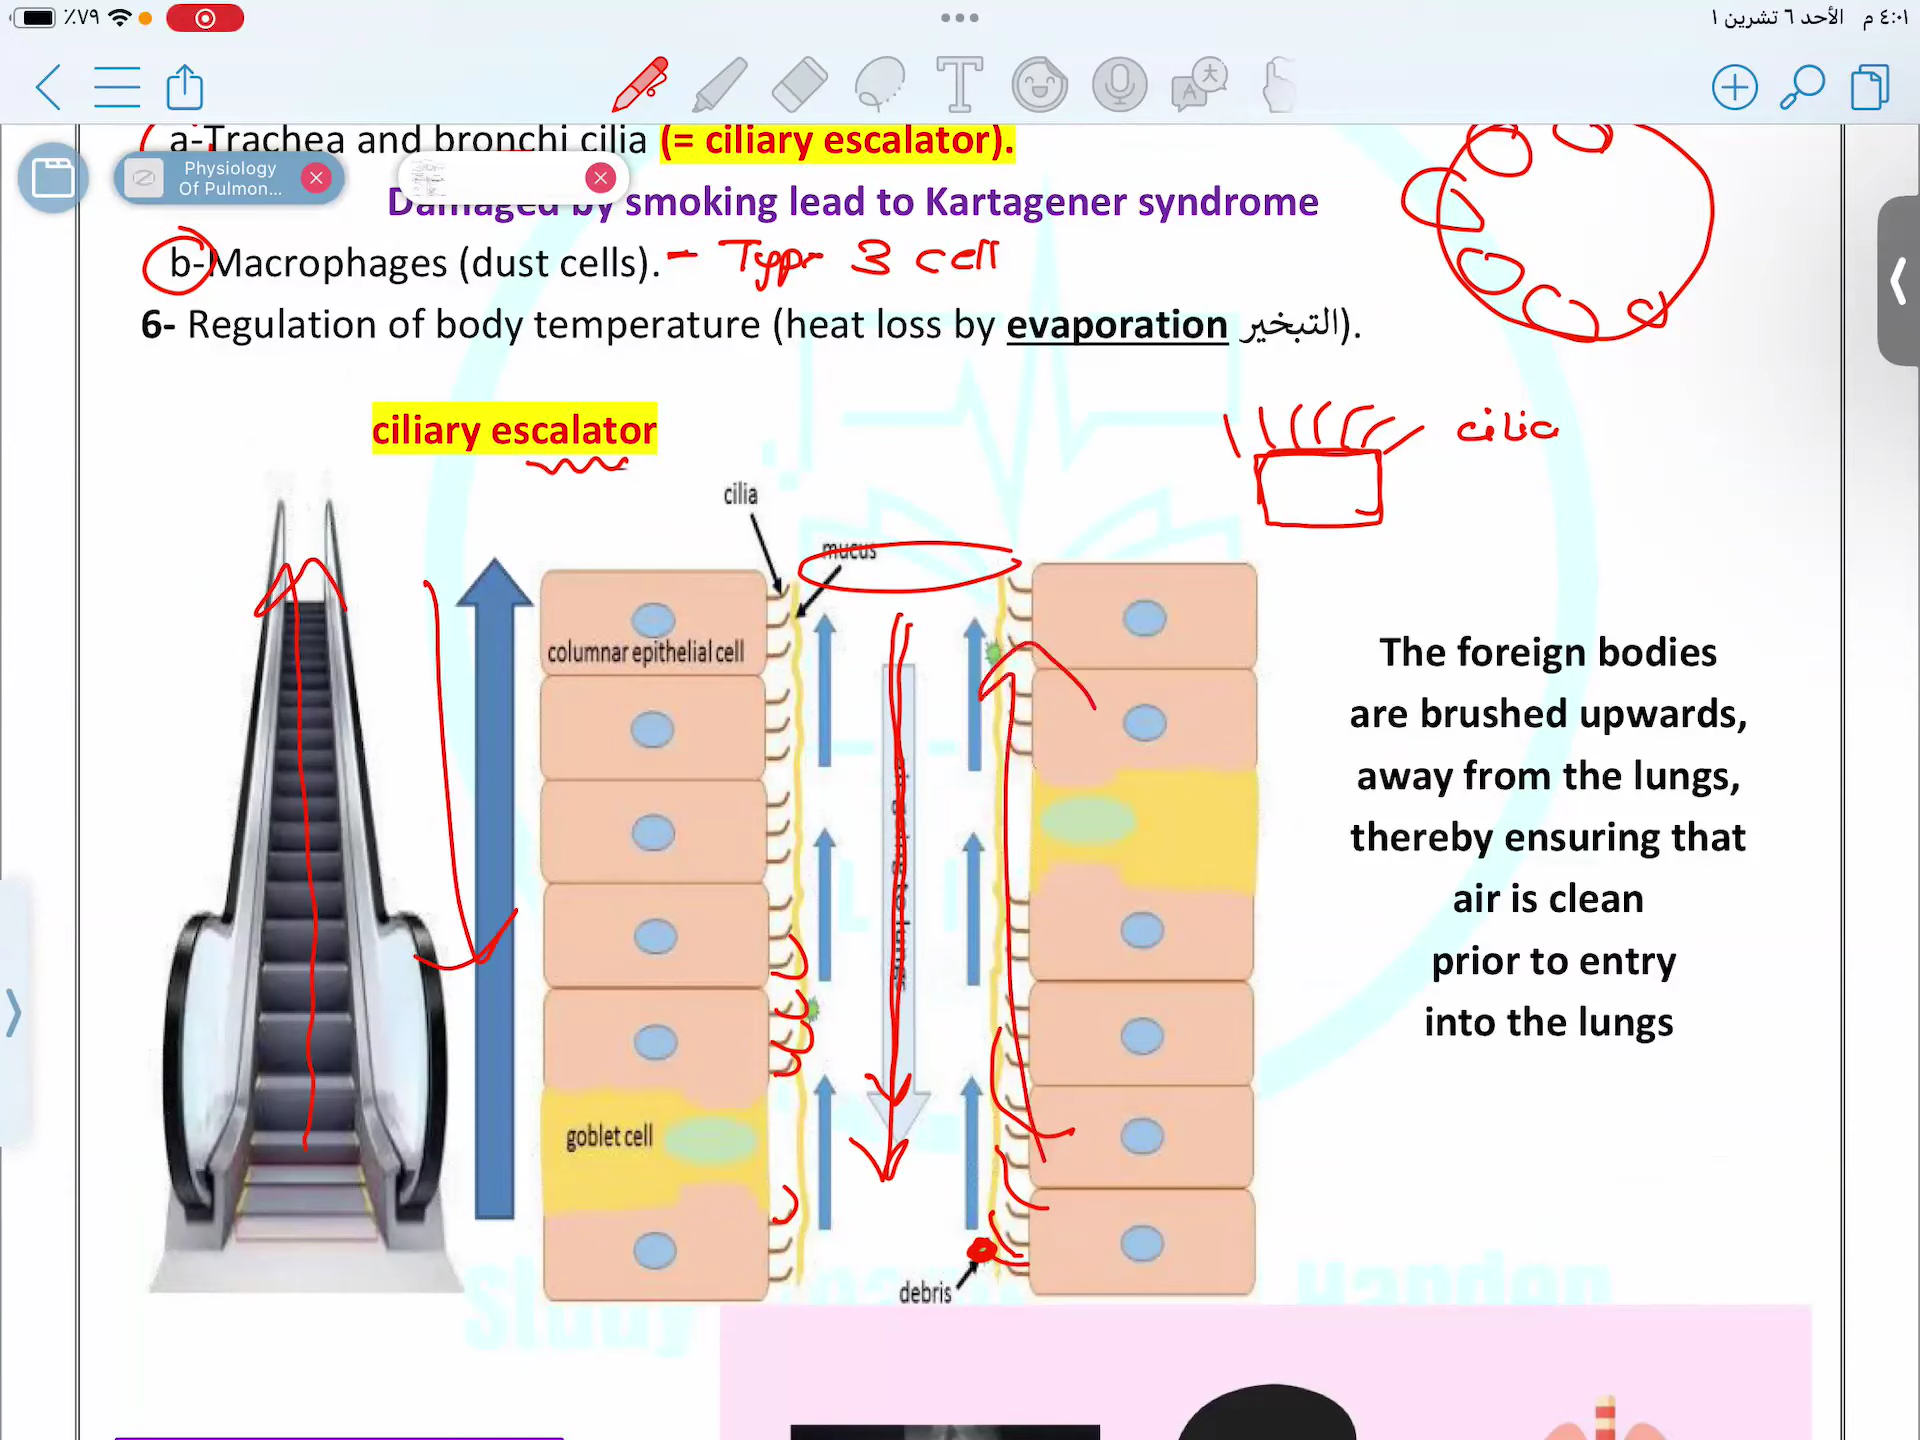 ٪٧٩
٤:٠١ م الأحد ٦ تشرين ١
a-Trachea and bronchi cilia (= ciliary escalator).
Physiology
Of Pulmon...
Damaged by smoking lead to Kartagener syndrome
b-Macrophages (dust cells). - Type 3 cell
6- Regulation of body temperature (heat loss by evaporation التبخير).
ciliary escalator
cilia
cilia
mucus
columnar epithelial cell
The foreign bodies
are brushed upwards,
away from the lungs,
thereby ensuring that
air is clean
prior to entry
into the lungs
goblet cell
debris